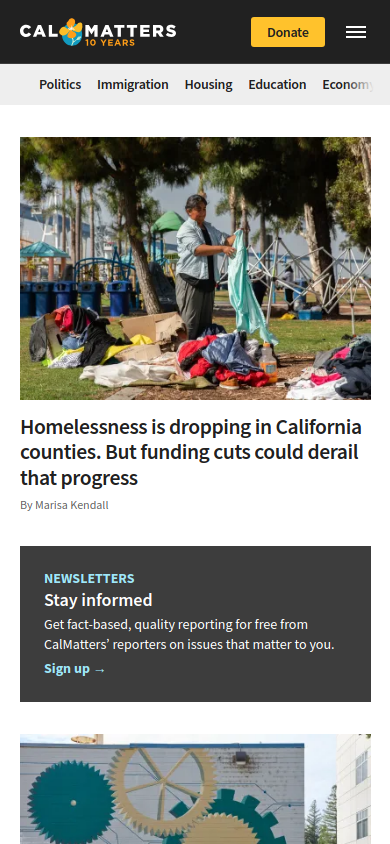 CALMATTERS
10 YEARS
Donate
Politics Immigration Housing Education Economy
Homelessness is dropping in California
counties. But funding cuts could derail
that progress
By Marisa Kendall
NEWSLETTERS
Stay informed
Get fact-based, quality reporting for free from
CalMatters’ reporters on issues that matter to you.
Sign up →